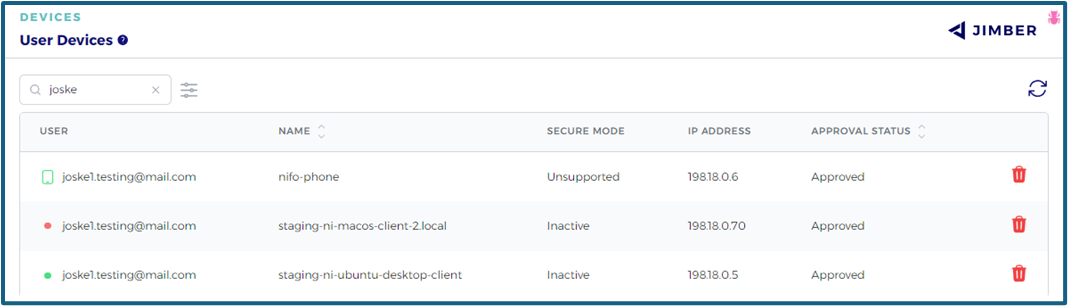 DEVICES
User Devices ?
JIMBER
joske
USER NAME SECURE MODE IP ADDRESS APPROVAL STATUS
joske1.testing@mail.com nifo-phone Unsupported 198.18.0.6 Approved
joske1.testing@mail.com staging-ni-macos-client-2.local Inactive 198.18.0.70 Approved
joske1.testing@mail.com staging-ni-ubuntu-desktop-client Inactive 198.18.0.5 Approved